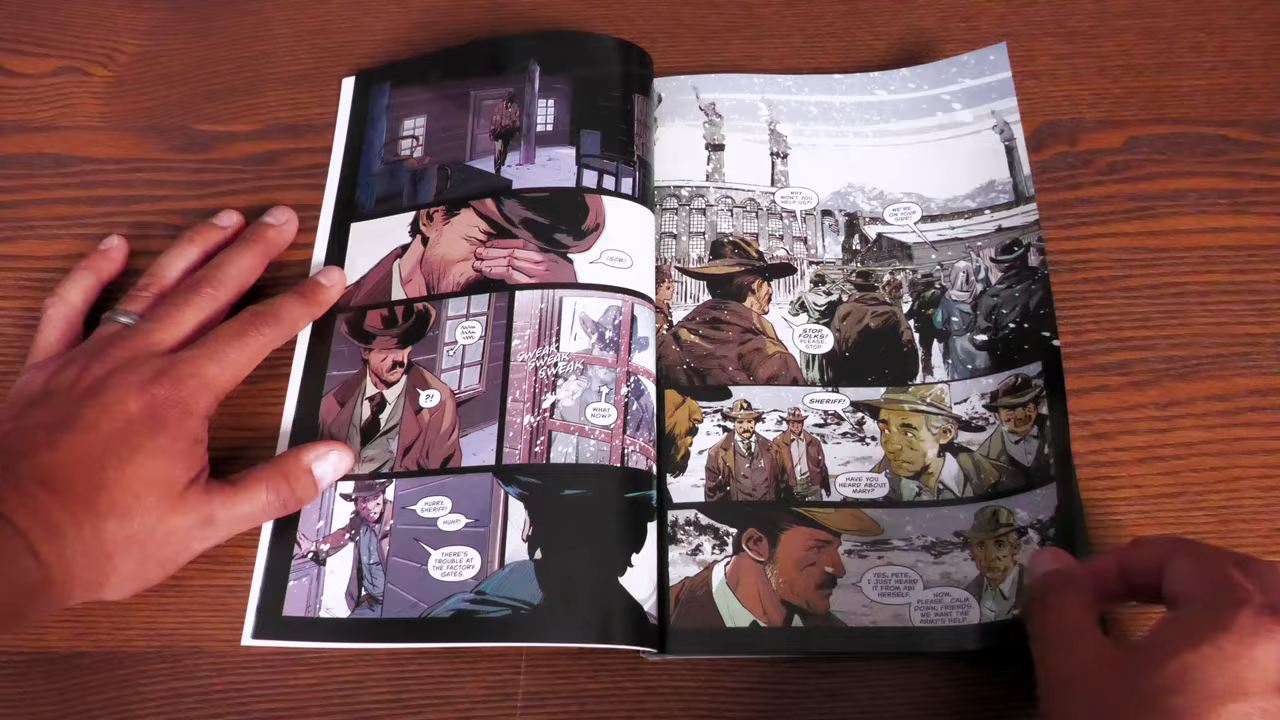 (SOB!)
?!
SWEAK
SWEAK
SWEAK
WHAT
NOW?
HURRY,
SHERIFF!
HUH?!
THERE'S
TROUBLE AT
THE FACTORY
GATES.
WHY
WON'T YOU
HELP US?!
WE'RE
ON YOUR
SIDE!
STOP
FOLKS!
PLEASE,
STOP.
SHERIFF!
HAVE YOU
HEARD ABOUT
MARY?
YES, PETE,
I JUST HEARD
IT FROM ABI
HERSELF.
NOW,
PLEASE... CALM
DOWN, FRIENDS.
WE WANT THE
ARMY'S HELP.